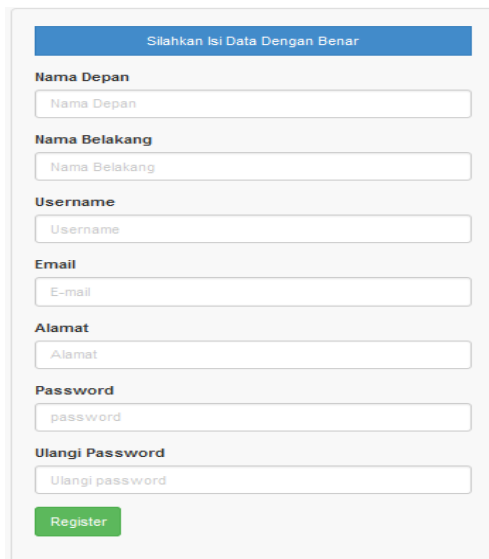 Silahkan Isi Data Dengan Benar
Nama Depan
Nama Depan
Nama Belakang
Nama Belakang
Username
Username
Email
E-mail
Alamat
Alamat
Password
password
Ulangi Password
Ulangi password
Register